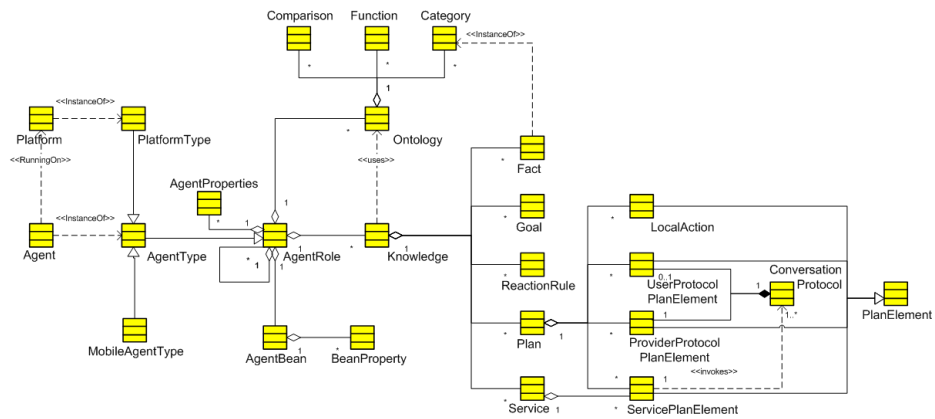 Comparison Function Category
<<InstanceOf>>
* * *
1
<<InstanceOf>>
Platform PlatformType Ontology
*
<<RunningOn>> <<uses>>
Fact
*
AgentProperties
* 1 1
<<InstanceOf>>
Goal LocalAction
* *
Agent AgentType AgentRole Knowledge
1 * 1
* 1 1
ReactionRule
*
0..1
UserProtocol
PlanElement
*
Conversation
Protocol
1
1..*
PlanElement
MobileAgentType AgentBean BeanProperty
* 1 *
Plan
* 1
1
ProviderProtocol
PlanElement
*
<<invokes>>
1
Service ServicePlanElement
* 1 *